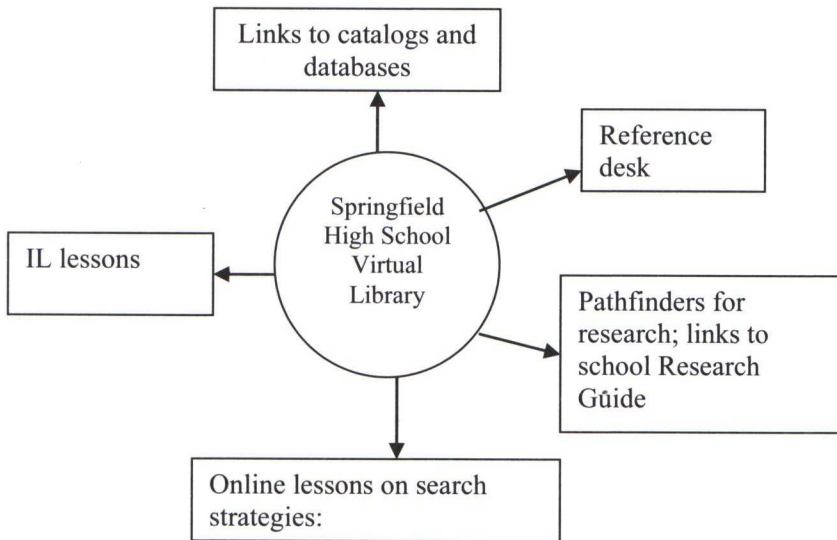 Links to catalogs and
databases
Reference
desk
Springfield
High School
Virtual
Library
IL lessons
Pathfinders for
research; links to
school Research
Guide
Online lessons on search
strategies: